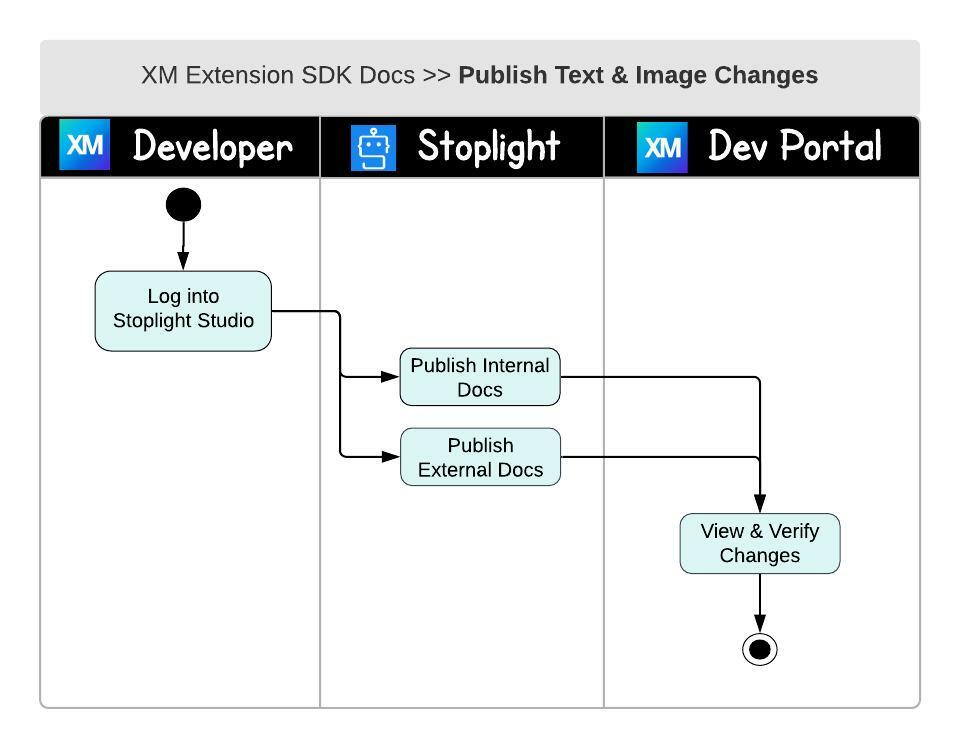 XM Extension SDK Docs >> Publish Text & Image Changes
XM Developer
Stoplight
XM Dev Portal
Log into
Stoplight Studio
Publish Internal
Docs
Publish
External Docs
View & Verify
Changes